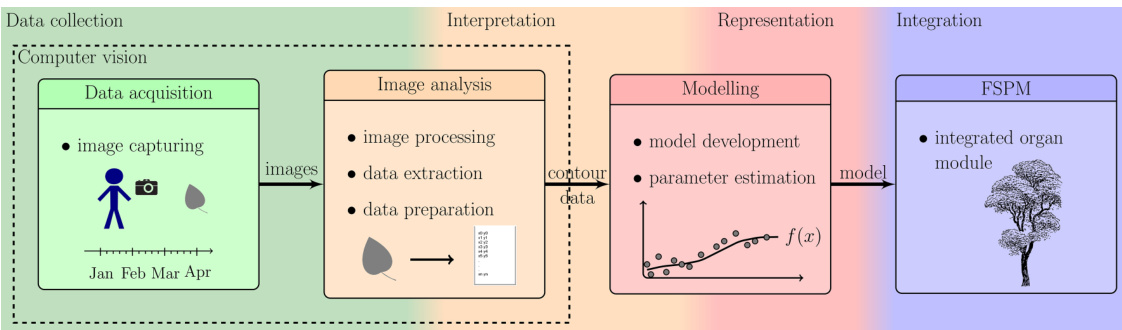 Data collection
Interpretation
Representation
Integration
Computer vision
Data acquisition
• image capturing
Jan Feb Mar Apr
images
Image analysis
• image processing
• data extraction
• data preparation
contour
data
Modelling
• model development
• parameter estimation
f(x)
model
FSPM
• integrated organ
module